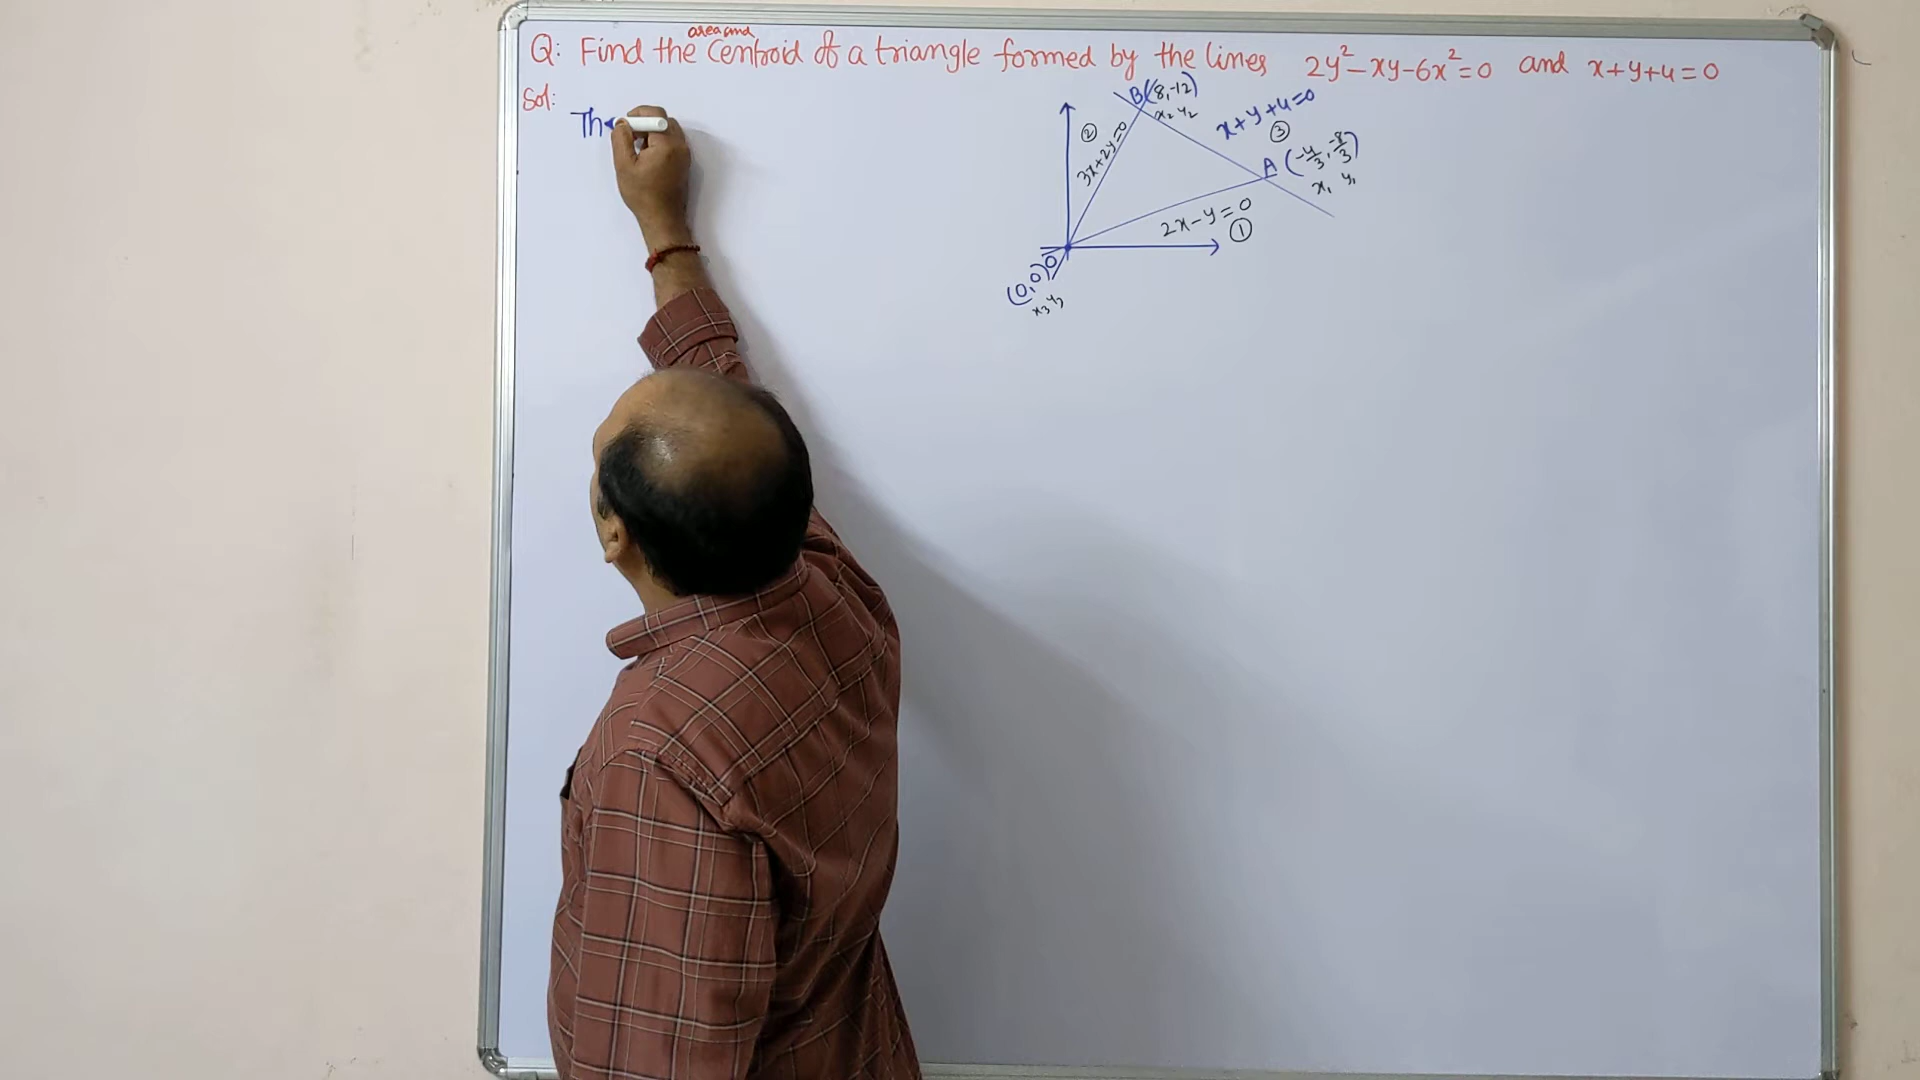 area and
Q: Find the Centroid of a triangle formed by the lines 2y²-xy-6x²=0 and x+y+4=0
Sol:
Th
B(8,-12)
x₂ y₂
x+y+4=0
③
②
3x+2y=0
A (-4/3, -8/3)
x₁ y₁
2x-y=0
①
(0,0) O
x₃ y₃